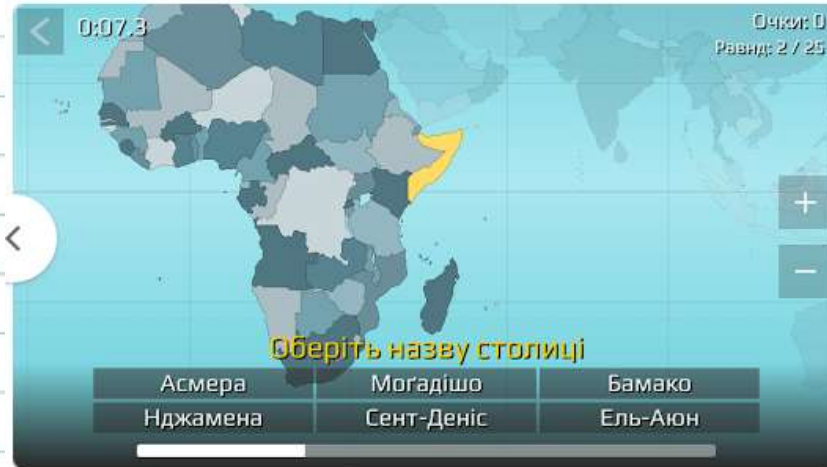 0:07.3
Очки: 0
Раунд: 2 / 25
Оберіть назву столиці
Асмера
Моґадішо
Бамако
Нджамена
Сент-Деніс
Ель-Аюн